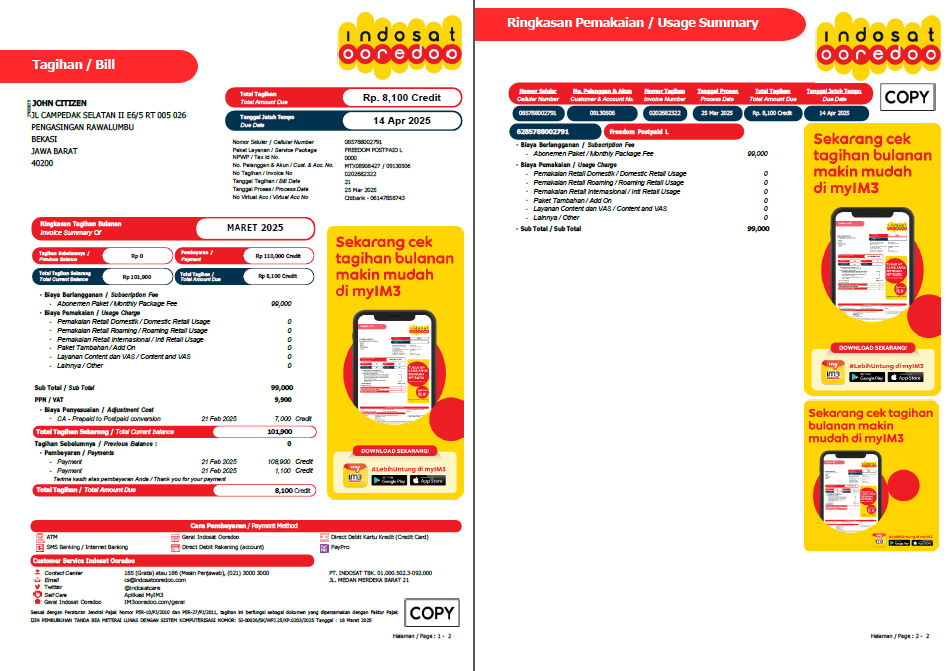 Tagihan / Bill
indosat
ooredoo
JOHN CITIZEN
JL CAMPEDAK SELATAN II E6/5 RT 005 026
PENGASINGAN RAWALUMBU
BEKASI
JAWA BARAT
40200
Total Tagihan
Total Amount Due
Rp. 8,100 Credit
Tanggal Jatuh Tempo
Due Date
14 Apr 2025
Nomor Seluler / Cellular Number 085788002791
Paket Layanan / Service Package FREEDOM POSTPAID L
NPWP / Tax Id No. 0000
No. Pelanggan & Akun / Cust. & Acc. No. MTX08908427 / 09130506
No Tagihan / Invoice No 0202682322
Tanggal Tagihan / Bill Date 21
Tanggal Proses / Process Date 25 Mar 2025
No Virtual Acc / Virtual Acc No Citibank - 06147858743
Ringkasan Tagihan Bulanan
Invoice Summary Of
MARET 2025
Tagihan Sebelumnya /
Previous Balance
Rp 0
Pembayaran /
Payment
Rp 110,000 Credit
Total Tagihan Sekarang
Total Current Balance
Rp 101,900
Total Tagihan /
Total Amount Due
Rp 8,100 Credit
• Biaya Berlangganan / Subscription Fee
- Abonemen Paket / Monthly Package Fee 99,000
• Biaya Pemakaian / Usage Charge
- Pemakaian Retail Domestik / Domestic Retail Usage 0
- Pemakaian Retail Roaming / Roaming Retail Usage 0
- Pemakaian Retail Internasional / Intl Retail Usage 0
- Paket Tambahan / Add On 0
- Layanan Content dan VAS / Content and VAS 0
- Lainnya / Other 0
Sub Total / Sub Total 99,000
PPN / VAT 9,900
• Biaya Penyesuaian / Adjustment Cost
- CA - Prepaid to Postpaid conversion 21 Feb 2025 7,000 Credit
Total Tagihan Sekarang / Total Current balance 101,900
Tagihan Sebelumnya / Previous Balance : 0
• Pembayaran / Payments
- Payment 21 Feb 2025 108,900 Credit
- Payment 21 Feb 2025 1,100 Credit
Terima kasih atas pembayaran Anda / Thank you for your payment
Total Tagihan / Total Amount Due 8,100 Credit
Sekarang cek
tagihan bulanan
makin mudah
di myIM3
DOWNLOAD SEKARANG!
my
IM3
#LebihUntung di myIM3
Google Play
App Store
Cara Pembayaran / Payment Method
ATM
Gerai Indosat Ooredoo
Direct Debit Kartu Kredit (Credit Card)
SMS Banking / Internet Banking
Direct Debit Rekening (account)
PayPro
Customer Service Indosat Ooredoo
Contact Center 185 (Gratis) atau 186 (Mesin Penjawab), (021) 3000 3000
Email cs@indosatooredoo.com
Twitter @indosatcare
Self Care Aplikasi MyIM3
Gerai Indosat Ooredoo IM3ooredoo.com/gerai
PT. INDOSAT TBK. 01.000.502.3-092.000
JL. MEDAN MERDEKA BARAT 21
Sesuai dengan Peraturan Jendral Pajak Nomor PER-10/PJ/2010 dan PER-27/PJ/2011, tagihan ini berfungsi sebagai dokumen yang dipersamakan dengan Faktur Pajak
IZIN PEMBUBUHAN TANDA BEA METERAI LUNAS DENGAN SISTEM KOMPUTERISASI NOMOR: SI-00026/SK/WPJ.25/KP.0203/2025 Tanggal : 18 Maret 2025
COPY
Halaman / Page : 1 - 2
Ringkasan Pemakaian / Usage Summary
indosat
ooredoo
Nomor Seluler
Cellular Number
No. Pelanggan & Akun
Customer & Account No.
Nomor Tagihan
Invoice Number
Tanggal Proses
Process Date
Total Tagihan
Total Amount Due
Tanggal Jatuh Tempo
Due Date
085788002791
09130506
0202682322
25 Mar 2025
Rp. 8,100 Credit
14 Apr 2025
COPY
6285788002791
Freedom Postpaid L
• Biaya Berlangganan / Subscription Fee
- Abonemen Paket / Monthly Package Fee 99,000
• Biaya Pemakaian / Usage Charge
- Pemakaian Retail Domestik / Domestic Retail Usage 0
- Pemakaian Retail Roaming / Roaming Retail Usage 0
- Pemakaian Retail Internasional / Intl Retail Usage 0
- Paket Tambahan / Add On 0
- Layanan Content dan VAS / Content and VAS 0
- Lainnya / Other 0
• Sub Total / Sub Total 99,000
Sekarang cek
tagihan bulanan
makin mudah
di myIM3
DOWNLOAD SEKARANG!
my
IM3
#LebihUntung di myIM3
Google Play
App Store
Sekarang cek tagihan
bulanan makin
mudah di myIM3
#LebihUntung di myIM3
Google Play
App Store
Halaman / Page : 2 - 2